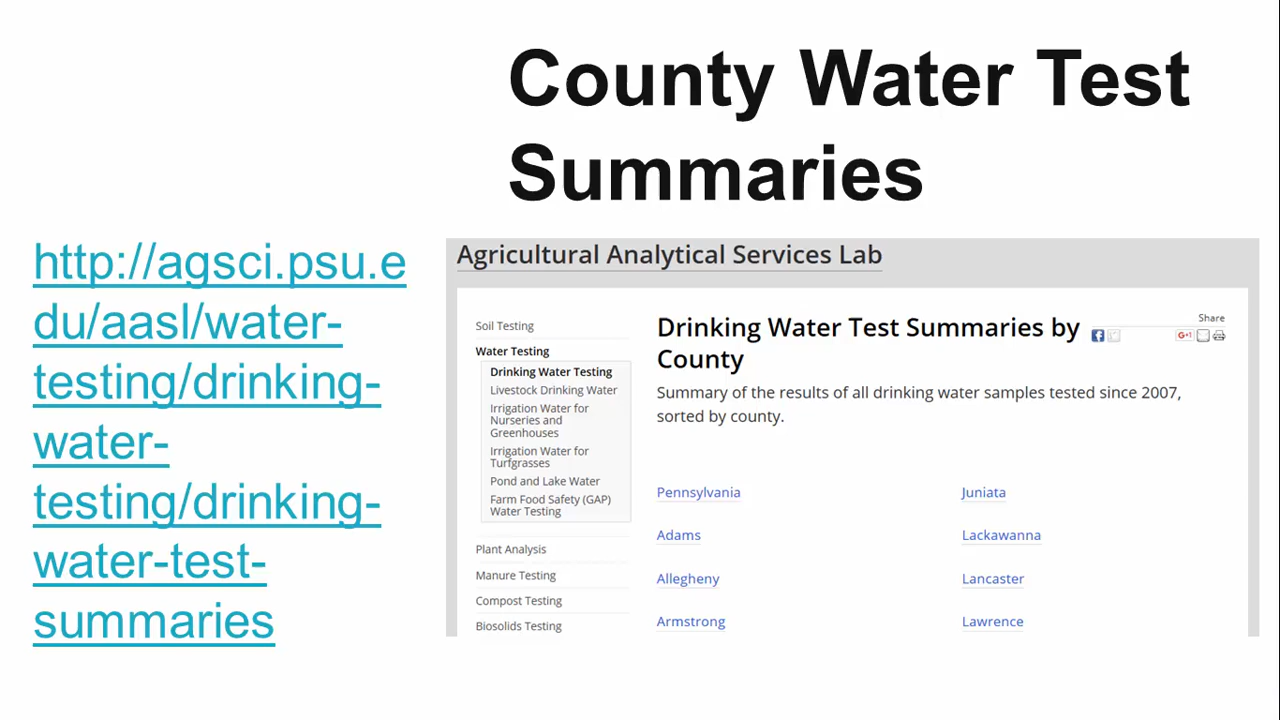 County Water Test
Summaries
http://agsci.psu.e
du/aasl/water-
testing/drinking-
water-
testing/drinking-
water-test-
summaries
Agricultural Analytical Services Lab
Soil Testing
Water Testing
Drinking Water Testing
Livestock Drinking Water
Irrigation Water for
Nurseries and
Greenhouses
Irrigation Water for
Turfgrasses
Pond and Lake Water
Farm Food Safety (GAP)
Water Testing
Plant Analysis
Manure Testing
Compost Testing
Biosolids Testing
Drinking Water Test Summaries by
County
Share
G+1
Summary of the results of all drinking water samples tested since 2007,
sorted by county.
Pennsylvania
Juniata
Adams
Lackawanna
Allegheny
Lancaster
Armstrong
Lawrence